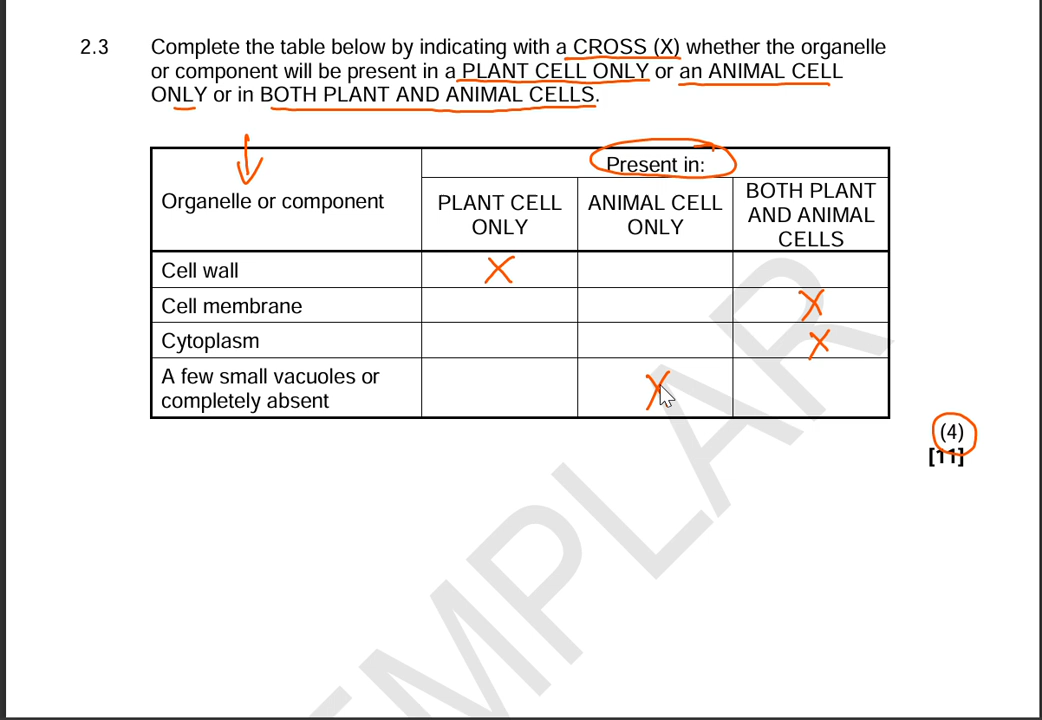 2.3 Complete the table below by indicating with a CROSS (X) whether the organelle
or component will be present in a PLANT CELL ONLY or an ANIMAL CELL
ONLY or in BOTH PLANT AND ANIMAL CELLS.
Present in:
Organelle or component
PLANT CELL ONLY
ANIMAL CELL ONLY
BOTH PLANT AND ANIMAL CELLS
Cell wall X
Cell membrane X
Cytoplasm X
A few small vacuoles or
completely absent X
(4)
[11]
EMPLAR